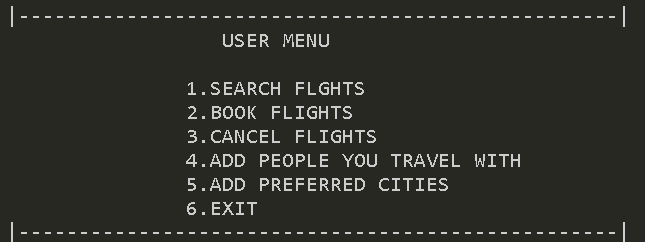 |--------------------------------------------------|
USER MENU
1.SEARCH FLGHTS
2.BOOK FLIGHTS
3.CANCEL FLIGHTS
4.ADD PEOPLE YOU TRAVEL WITH
5.ADD PREFERRED CITIES
6.EXIT
|--------------------------------------------------|